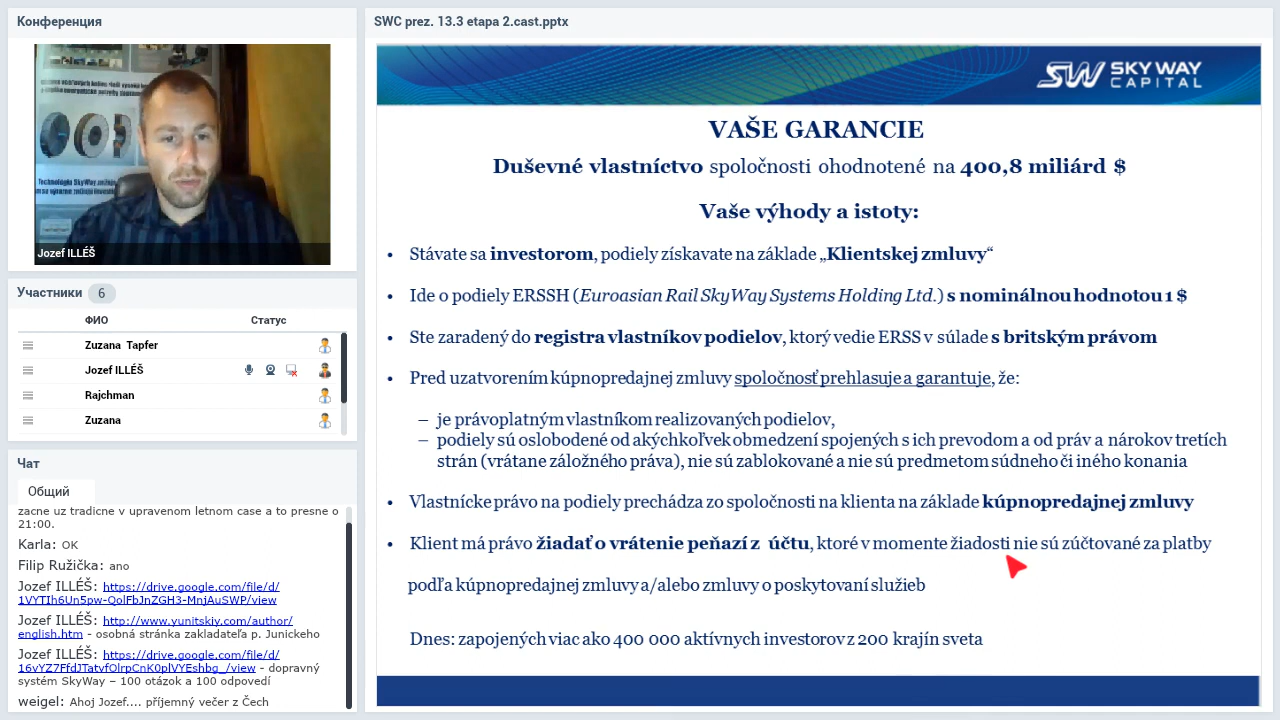 Конференция
Technológia SkyWay
Jozef ILLÉŠ
Участники 6
ФИО Статус
Zuzana Tapfer
Jozef ILLÉŠ
Rajchman
Zuzana
Чат
Общий
zacne uz tradicne v upravenom letnom case a to presne o
21:00.
Karla: OK
Filip Ružička: ano
Jozef ILLÉŠ: https://drive.google.com/file/d/
1VYTIh6Un5pw-QolFbJnZGH3-MnjAuSWP/view
Jozef ILLÉŠ: http://www.yunitskiy.com/author/
english.htm - osobná stránka zakladateľa p. Junického
Jozef ILLÉŠ: https://drive.google.com/file/d/
- dopravný
systém SkyWay – 100 otázok a 100 odpovedí
weigel: Ahoj Jozef.... příjemný večer z Čech
SWC prez. 13.3 etapa 2.cast.pptx
SW SKY WAY
CAPITAL
VAŠE GARANCIE
Duševné vlastníctvo spoločnosti ohodnotené na 400,8 miliárd $
Vaše výhody a istoty:
• Stávate sa investorom, podiely získavate na základe „Klientskej zmluvy“
• Ide o podiely ERSSH (Euroasian Rail SkyWay Systems Holding Ltd.) s nominálnou hodnotou 1 $
• Ste zaradený do registra vlastníkov podielov, ktorý vedie ERSS v súlade s britským právom
• Pred uzatvorením kúpnopredajnej zmluvy spoločnosť prehlasuje a garantuje, že:
– je právoplatným vlastníkom realizovaných podielov,
– podiely sú oslobodené od akýchkoľvek obmedzení spojených s ich prevodom a od práv a nárokov tretích
strán (vrátane záložného práva), nie sú zablokované a nie sú predmetom súdneho či iného konania
• Vlastnícke právo na podiely prechádza zo spoločnosti na klienta na základe kúpnopredajnej zmluvy
• Klient má právo žiadať o vrátenie peňazí z účtu, ktoré v momente žiadosti nie sú zúčtované za platby
podľa kúpnopredajnej zmluvy a/alebo zmluvy o poskytovaní služieb
Dnes: zapojených viac ako 400 000 aktívnych investorov z 200 krajín sveta